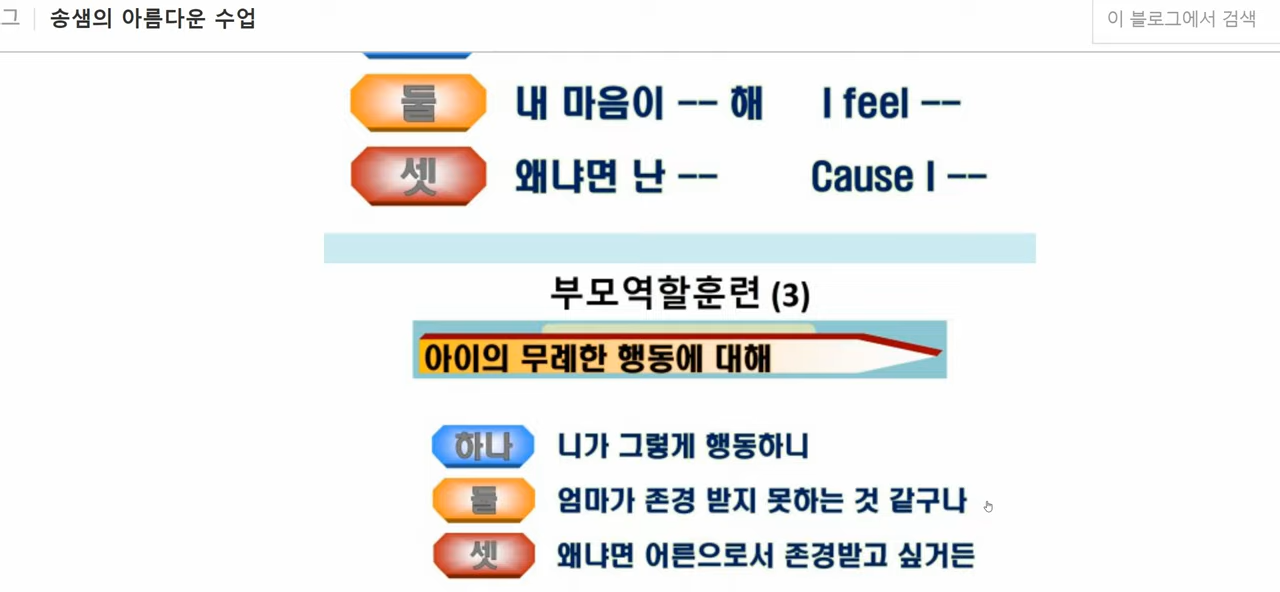 그 송샘의 아름다운 수업 이 블로그에서 검색
둘 내 마음이 -- 해 I feel --
셋 왜냐면 난 -- Cause I --
부모역할훈련 (3)
아이의 무례한 행동에 대해
하나 니가 그렇게 행동하니
둘 엄마가 존경 받지 못하는 것 같구나
셋 왜냐면 어른으로서 존경받고 싶거든